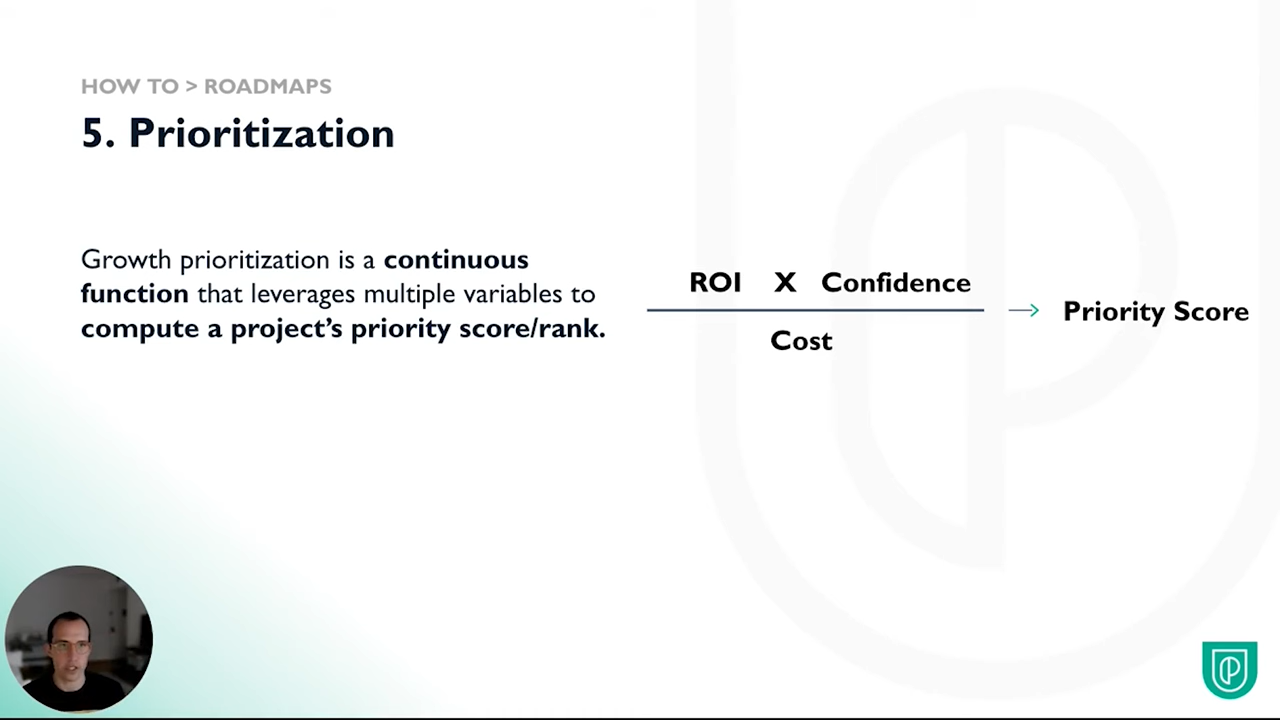 HOW TO > ROADMAPS
5. Prioritization
Growth prioritization is a continuous
function that leverages multiple variables to
compute a project’s priority score/rank.
ROI X Confidence
Cost
Priority Score